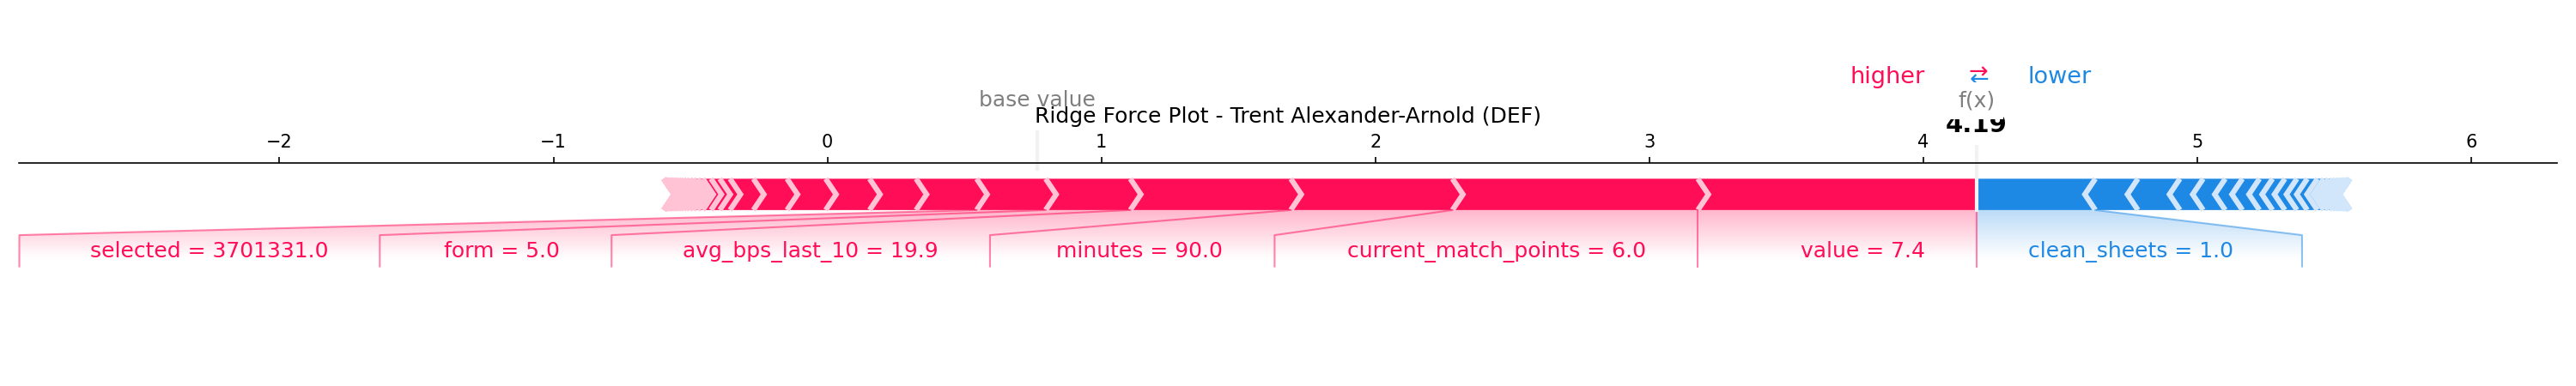 higher ⇄ lower
base value
f(x)
Ridge Force Plot - Trent Alexander-Arnold (DEF)
4.19
−2 −1 0 1 2 3 4 5 6
selected = 3701331.0 form = 5.0 avg_bps_last_10 = 19.9 minutes = 90.0 current_match_points = 6.0 value = 7.4 clean_sheets = 1.0